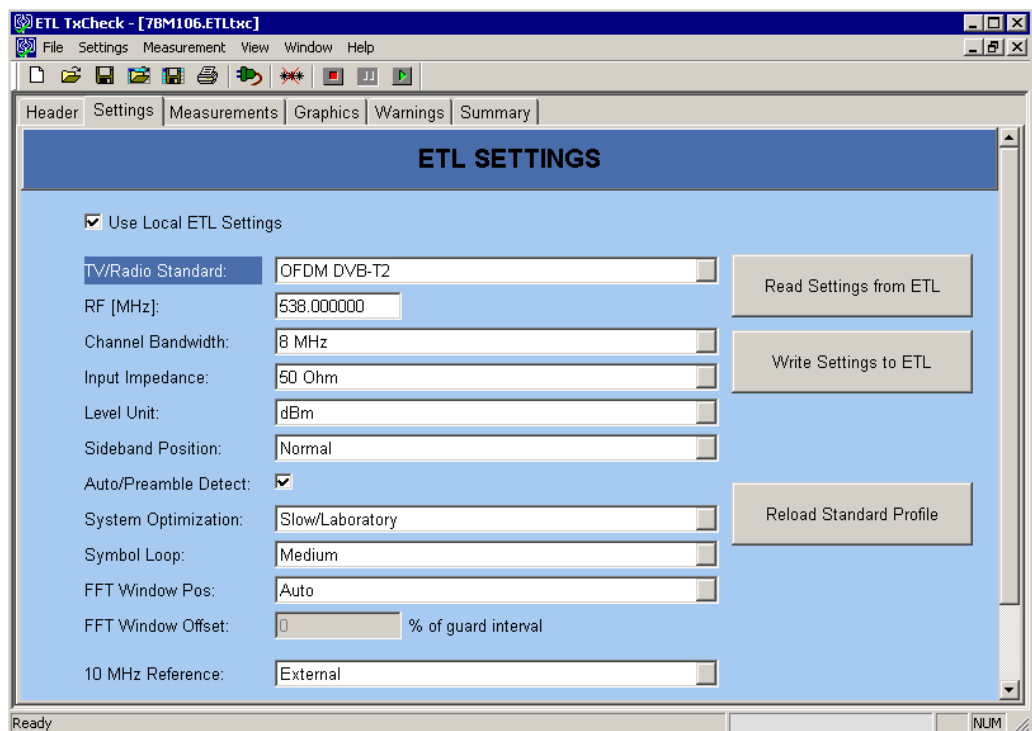 ETL TxCheck - [7BM106.ETLtxc]
File Settings Measurement View Window Help
Header Settings Measurements Graphics Warnings Summary
ETL SETTINGS
Use Local ETL Settings
TV/Radio Standard: OFDM DVB-T2
Read Settings from ETL
RF [MHz]: 538.000000
Channel Bandwidth: 8 MHz
Write Settings to ETL
Input Impedance: 50 Ohm
Level Unit: dBm
Sideband Position: Normal
Auto/Preamble Detect:
System Optimization: Slow/Laboratory
Reload Standard Profile
Symbol Loop: Medium
FFT Window Pos: Auto
FFT Window Offset: 0 % of guard interval
10 MHz Reference: External
Ready NUM